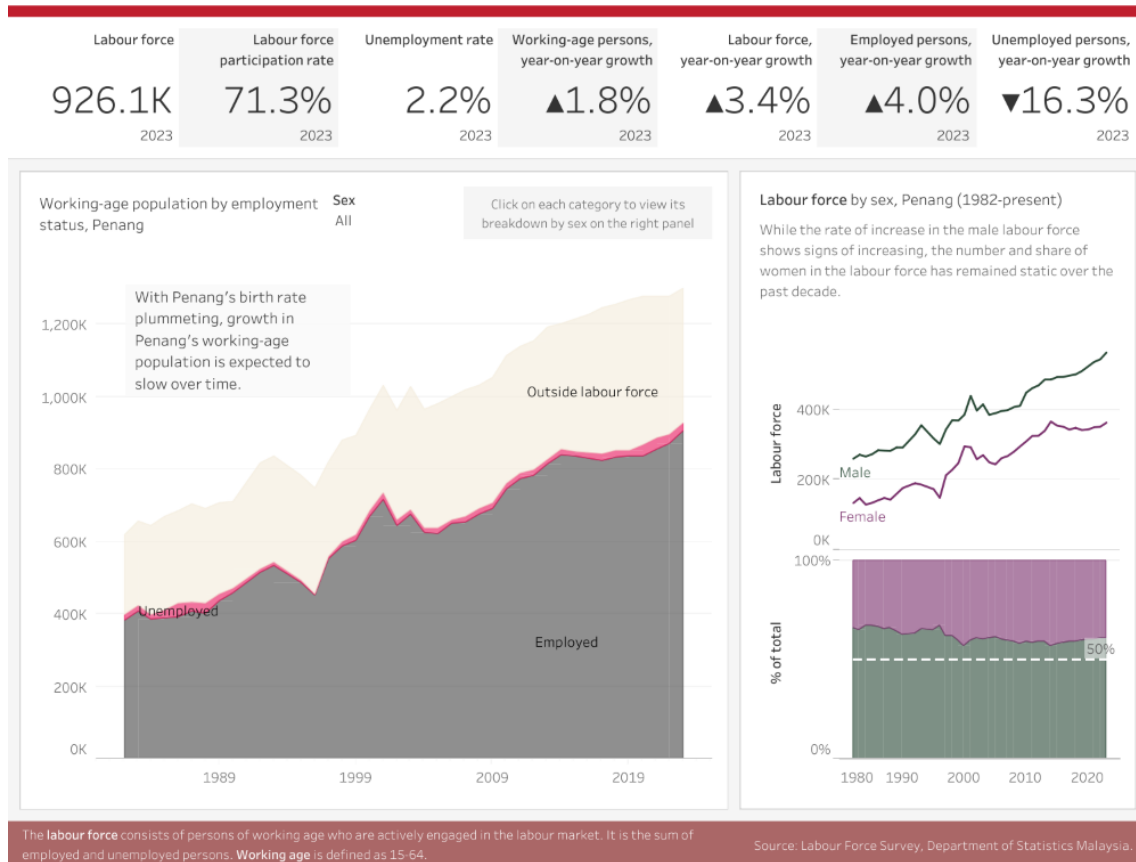 Labour force
926.1K
2023
Labour force
participation rate
71.3%
2023
Unemployment rate
2.2%
2023
Working-age persons,
year-on-year growth
▲1.8%
2023
Labour force,
year-on-year growth
▲3.4%
2023
Employed persons,
year-on-year growth
▲4.0%
2023
Unemployed persons,
year-on-year growth
▼16.3%
2023
Working-age population by employment
status, Penang
Sex
All
Click on each category to view its
breakdown by sex on the right panel
With Penang's birth rate
plummeting, growth in
Penang's working-age
population is expected to
slow over time.
1,200K
1,000K
800K
600K
400K
200K
0K
Outside labour force
Unemployed
Employed
1989
1999
2009
2019
Labour force by sex, Penang (1982-present)
While the rate of increase in the male labour force
shows signs of increasing, the number and share of
women in the labour force has remained static over the
past decade.
Labour force
400K
200K
0K
Male
Female
% of total
100%
0%
50%
1980
1990
2000
2010
2020
The labour force consists of persons of working age who are actively engaged in the labour market. It is the sum of
employed and unemployed persons. Working age is defined as 15-64.
Source: Labour Force Survey, Department of Statistics Malaysia.